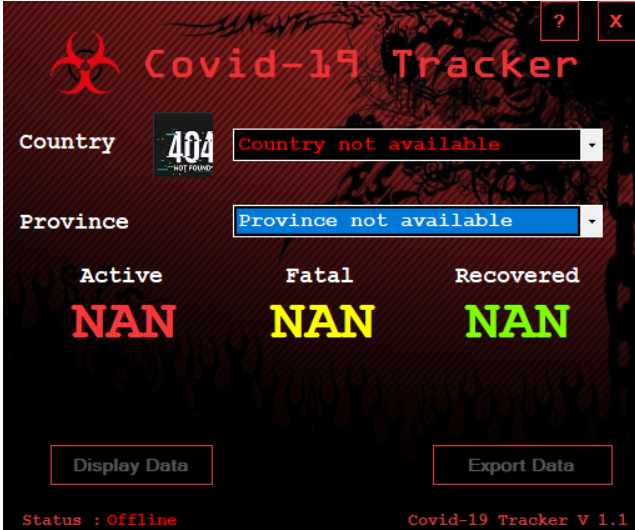 ? X
Covid-19 Tracker
Country 404 NOT FOUND Country not available
Province Province not available
Active Fatal Recovered
NAN NAN NAN
Display Data Export Data
Status : Offline Covid-19 Tracker V 1.1